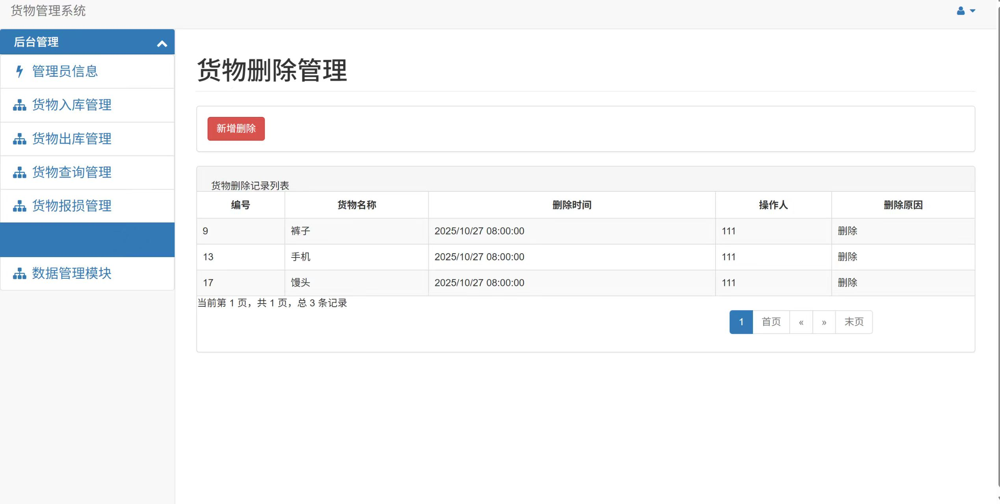 货物管理系统
后台管理
管理员信息
货物入库管理
货物出库管理
货物查询管理
货物报损管理
数据管理模块
货物删除管理
新增删除
货物删除记录列表
编号 货物名称 删除时间 操作人 删除原因
9 裤子 2025/10/27 08:00:00 111 删除
13 手机 2025/10/27 08:00:00 111 删除
17 馒头 2025/10/27 08:00:00 111 删除
当前第 1 页，共 1 页，总 3 条记录
1 首页 « » 末页